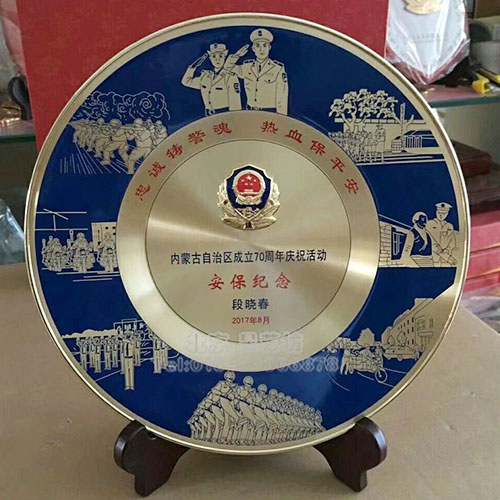 忠诚铸警魂 热血保平安
内蒙古自治区成立70周年庆祝活动
安保纪念
段晓春
2017年8月